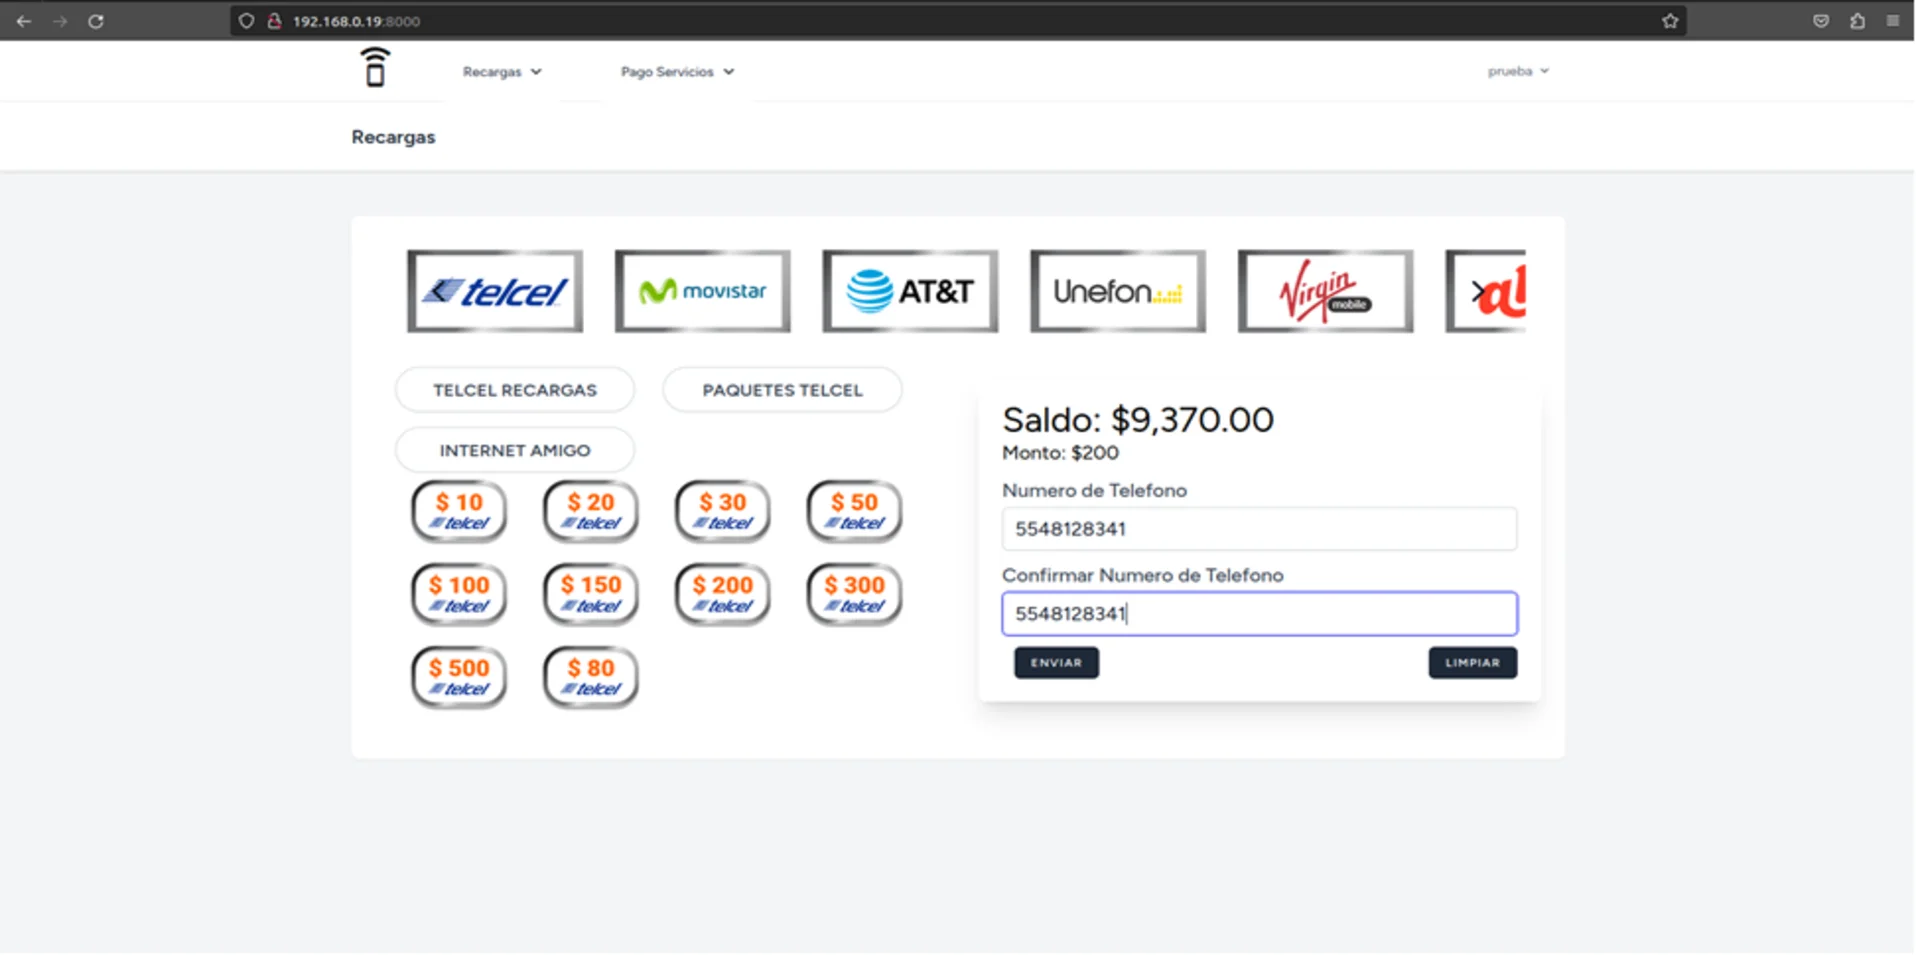 192.168.0.19:8000
Recargas
Pago Servicios
prueba
Recargas
telcel
movistar
AT&T
Unefon
Virgin
mobile
TELCEL RECARGAS
PAQUETES TELCEL
INTERNET AMIGO
$ 10
telcel
$ 20
telcel
$ 30
telcel
$ 50
telcel
$ 100
telcel
$ 150
telcel
$ 200
telcel
$ 300
telcel
$ 500
telcel
$ 80
telcel
Saldo: $9,370.00
Monto: $200
Numero de Telefono
5548128341
Confirmar Numero de Telefono
5548128341
ENVIAR
LIMPIAR